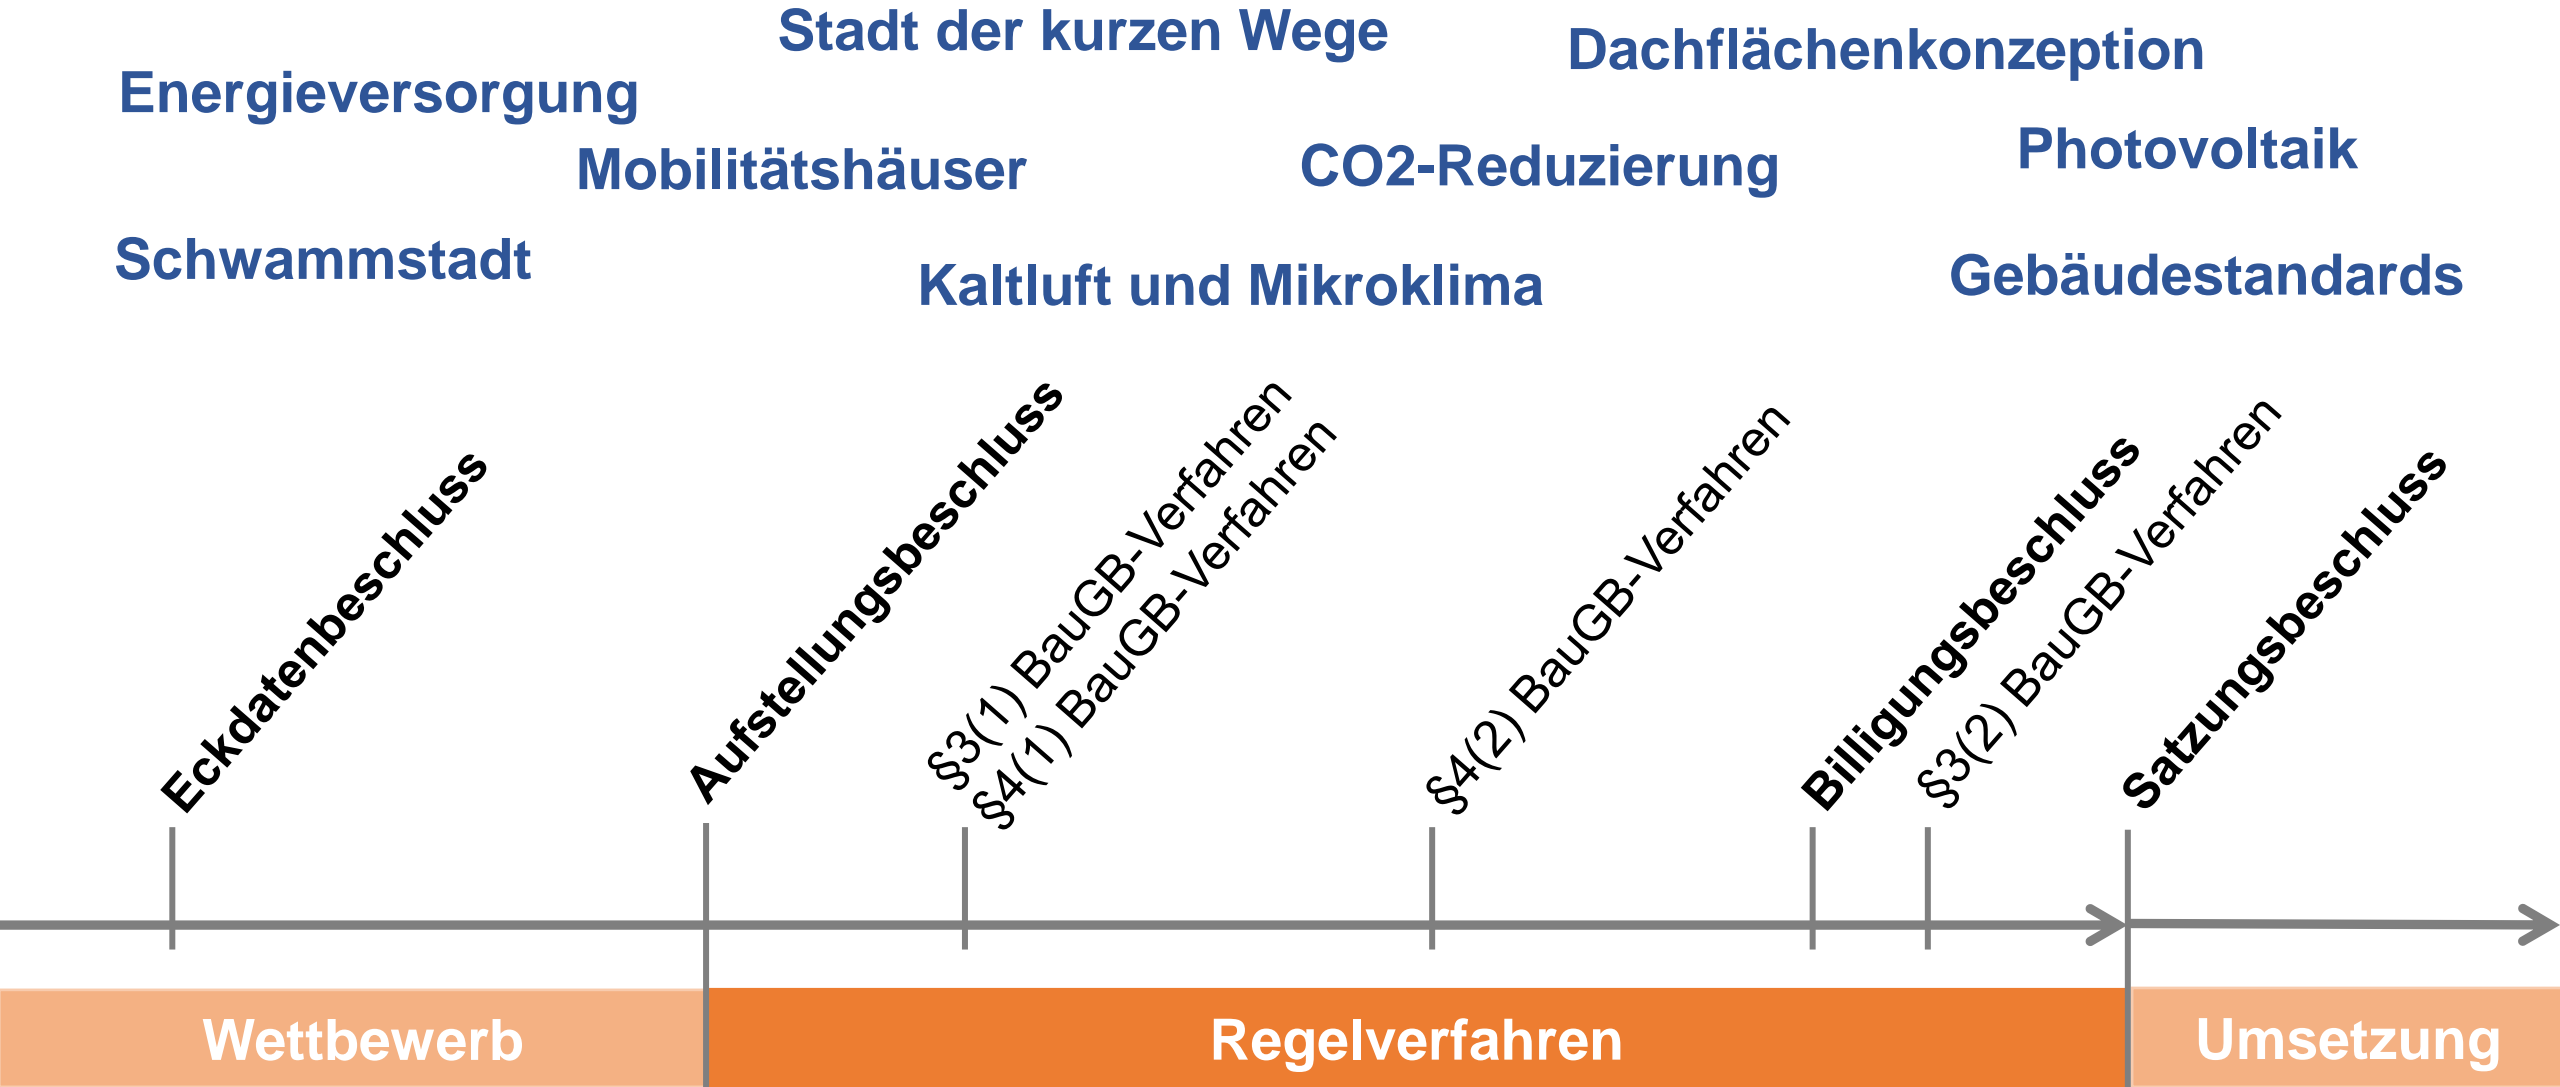 Stadt der kurzen Wege
Dachflächenkonzeption
Energieversorgung
Photovoltaik
Mobilitätshäuser
CO2-Reduzierung
Schwammstadt
Kaltluft und Mikroklima
Gebäudestandards
Eckdatenbeschluss
Aufstellungsbeschluss
§3(1) BauGB-Verfahren
§4(1) BauGB-Verfahren
§4(2) BauGB-Verfahren
Billigungsbeschluss
§3(2) BauGB-Verfahren
Satzungsbeschluss
Wettbewerb
Regelverfahren
Umsetzung